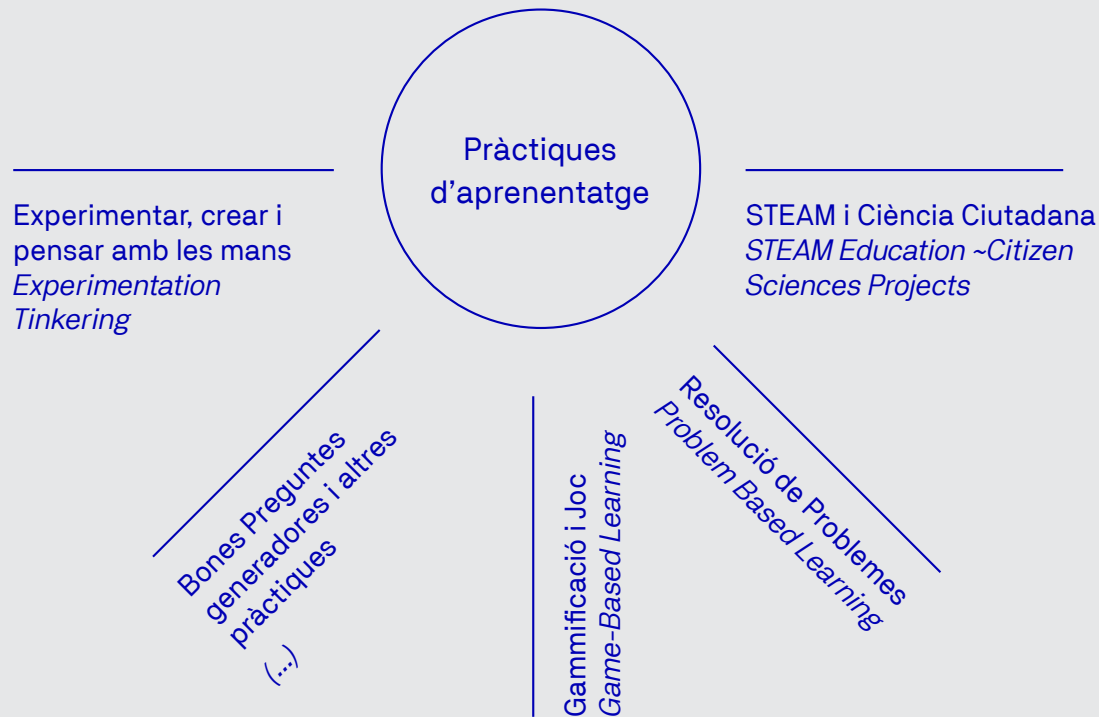 Pràctiques
d’aprenentatge
Experimentar, crear i
pensar amb les mans
Experimentation
Tinkering
STEAM i Ciència Ciutadana
STEAM Education ~Citizen
Sciences Projects
Bones Preguntes
generadores i altres
pràctiques
(...)
Gammificació i Joc
Game-Based Learning
Resolució de Problemes
Problem Based Learning